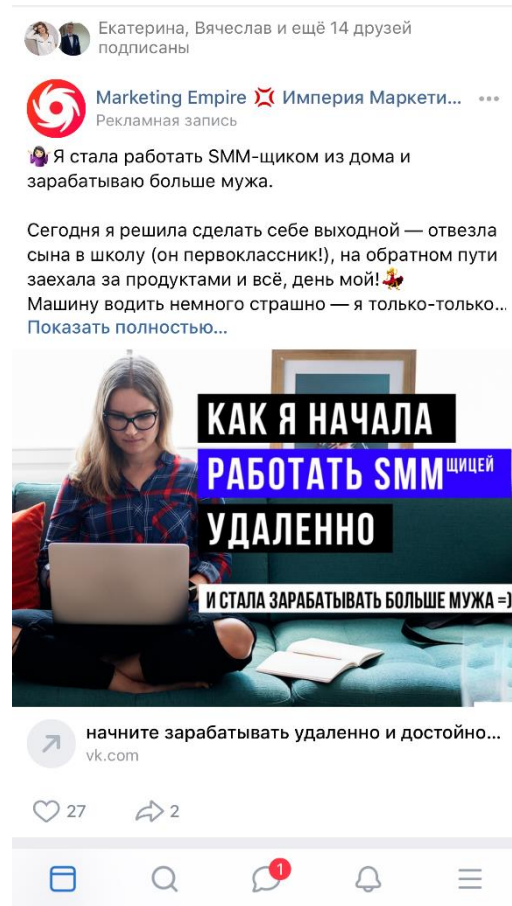 Екатерина, Вячеслав и ещё 14 друзей
подписаны
Marketing Empire 💢 Империя Маркети...
Рекламная запись
🤷‍♀️Я стала работать SMM-щиком из дома и
зарабатываю больше мужа.
Сегодня я решила сделать себе выходной — отвезла
сына в школу (он первоклассник!), на обратном пути
заехала за продуктами и всё, день мой!💃
Машину водить немного страшно — я только-только...
Показать полностью...
КАК Я НАЧАЛА
РАБОТАТЬ SMMЩИЦЕЙ
УДАЛЕННО
И СТАЛА ЗАРАБАТЫВАТЬ БОЛЬШЕ МУЖА =)
начните зарабатывать удаленно и достойно...
vk.com
27
2
1